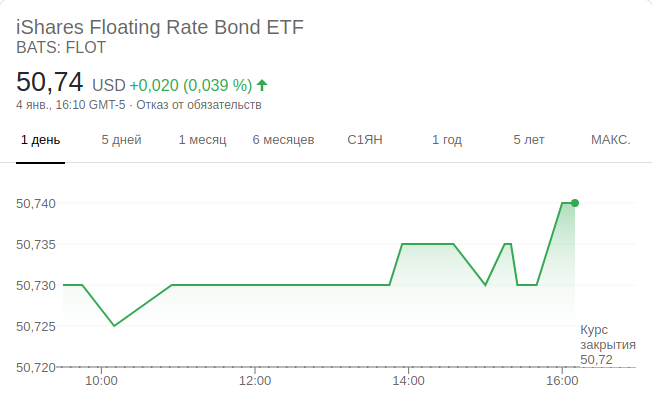 iShares Floating Rate Bond ETF
BATS: FLOT
50,74 USD +0,020 (0,039 %)
4 янв., 16:10 GMT-5 · Отказ от обязательств
1 день 5 дней 1 месяц 6 месяцев С1ЯН 1 год 5 лет МАКС.
50,740
50,735
50,730
50,725
50,720
Курс
закрытия
50,72
10:00 12:00 14:00 16:00